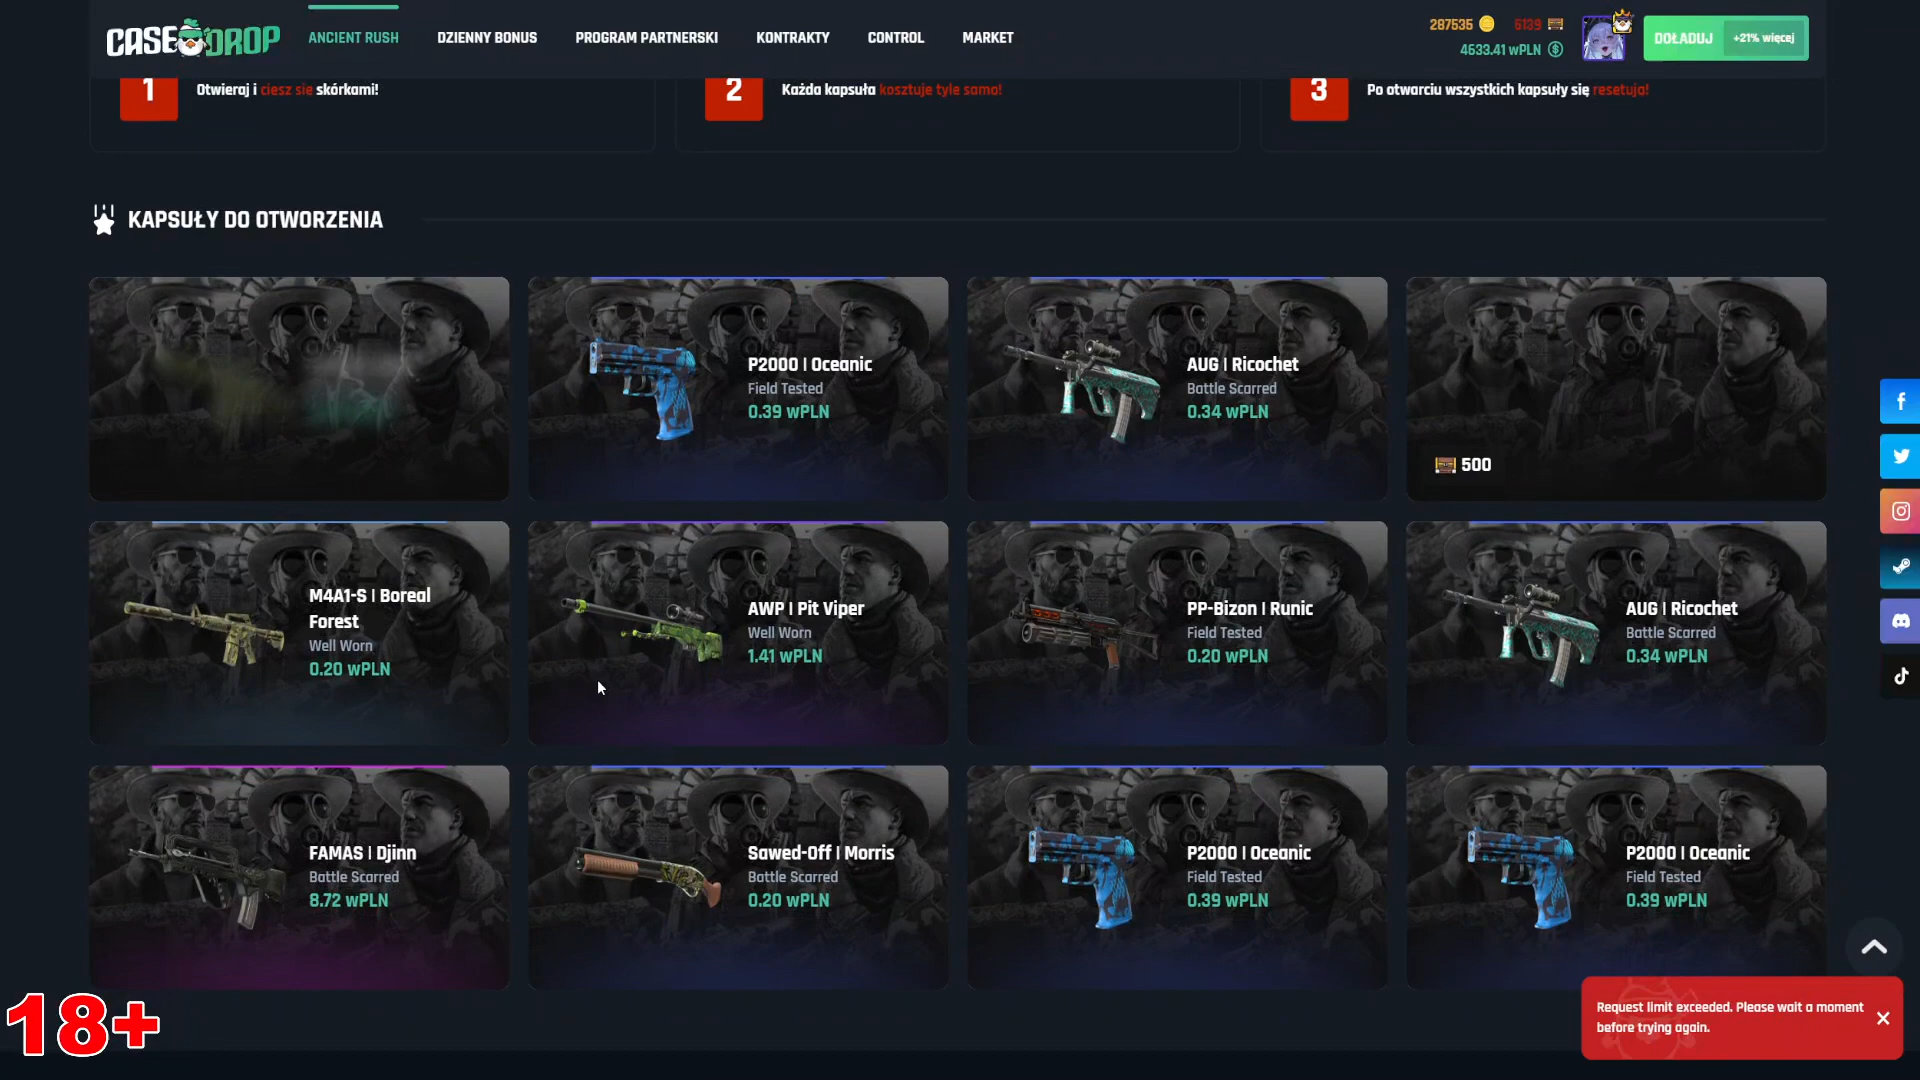 CASEDROP
ANCIENT RUSH
DZIENNY BONUS
PROGRAM PARTNERSKI
KONTRAKTY
CONTROL
MARKET
287535
6139
4633.41 wPLN
DOŁADUJ
+21% więcej
1
Otwieraj i ciesz się skórkami!
2
Każda kapsuła kosztuje tyle samo!
3
Po otwarciu wszystkich kapsuły się resetują!
KAPSUŁY DO OTWORZENIA
P2000 | Oceanic
Field Tested
0.39 wPLN
AUG | Ricochet
Battle Scarred
0.34 wPLN
500
M4A1-S | Boreal
Forest
Well Worn
0.20 wPLN
AWP | Pit Viper
Well Worn
1.41 wPLN
PP-Bizon | Runic
Field Tested
0.20 wPLN
AUG | Ricochet
Battle Scarred
0.34 wPLN
FAMAS | Djinn
Battle Scarred
8.72 wPLN
Sawed-Off | Morris
Battle Scarred
0.20 wPLN
P2000 | Oceanic
Field Tested
0.39 wPLN
P2000 | Oceanic
Field Tested
0.39 wPLN
18+
Request limit exceeded. Please wait a moment
before trying again.